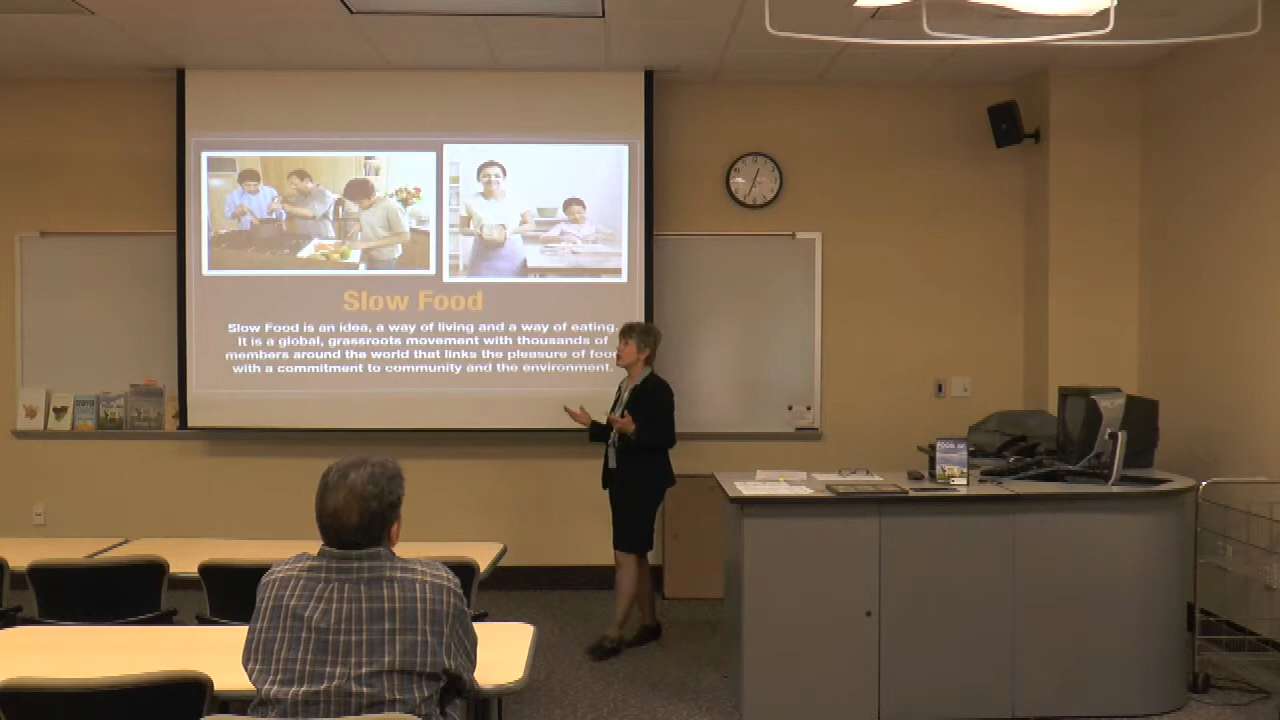 Slow Food
Slow Food is an idea, a way of living and a way of eating.
It is a global, grassroots movement with thousands of
members around the world that links the pleasure of food
with a commitment to community and the environment.